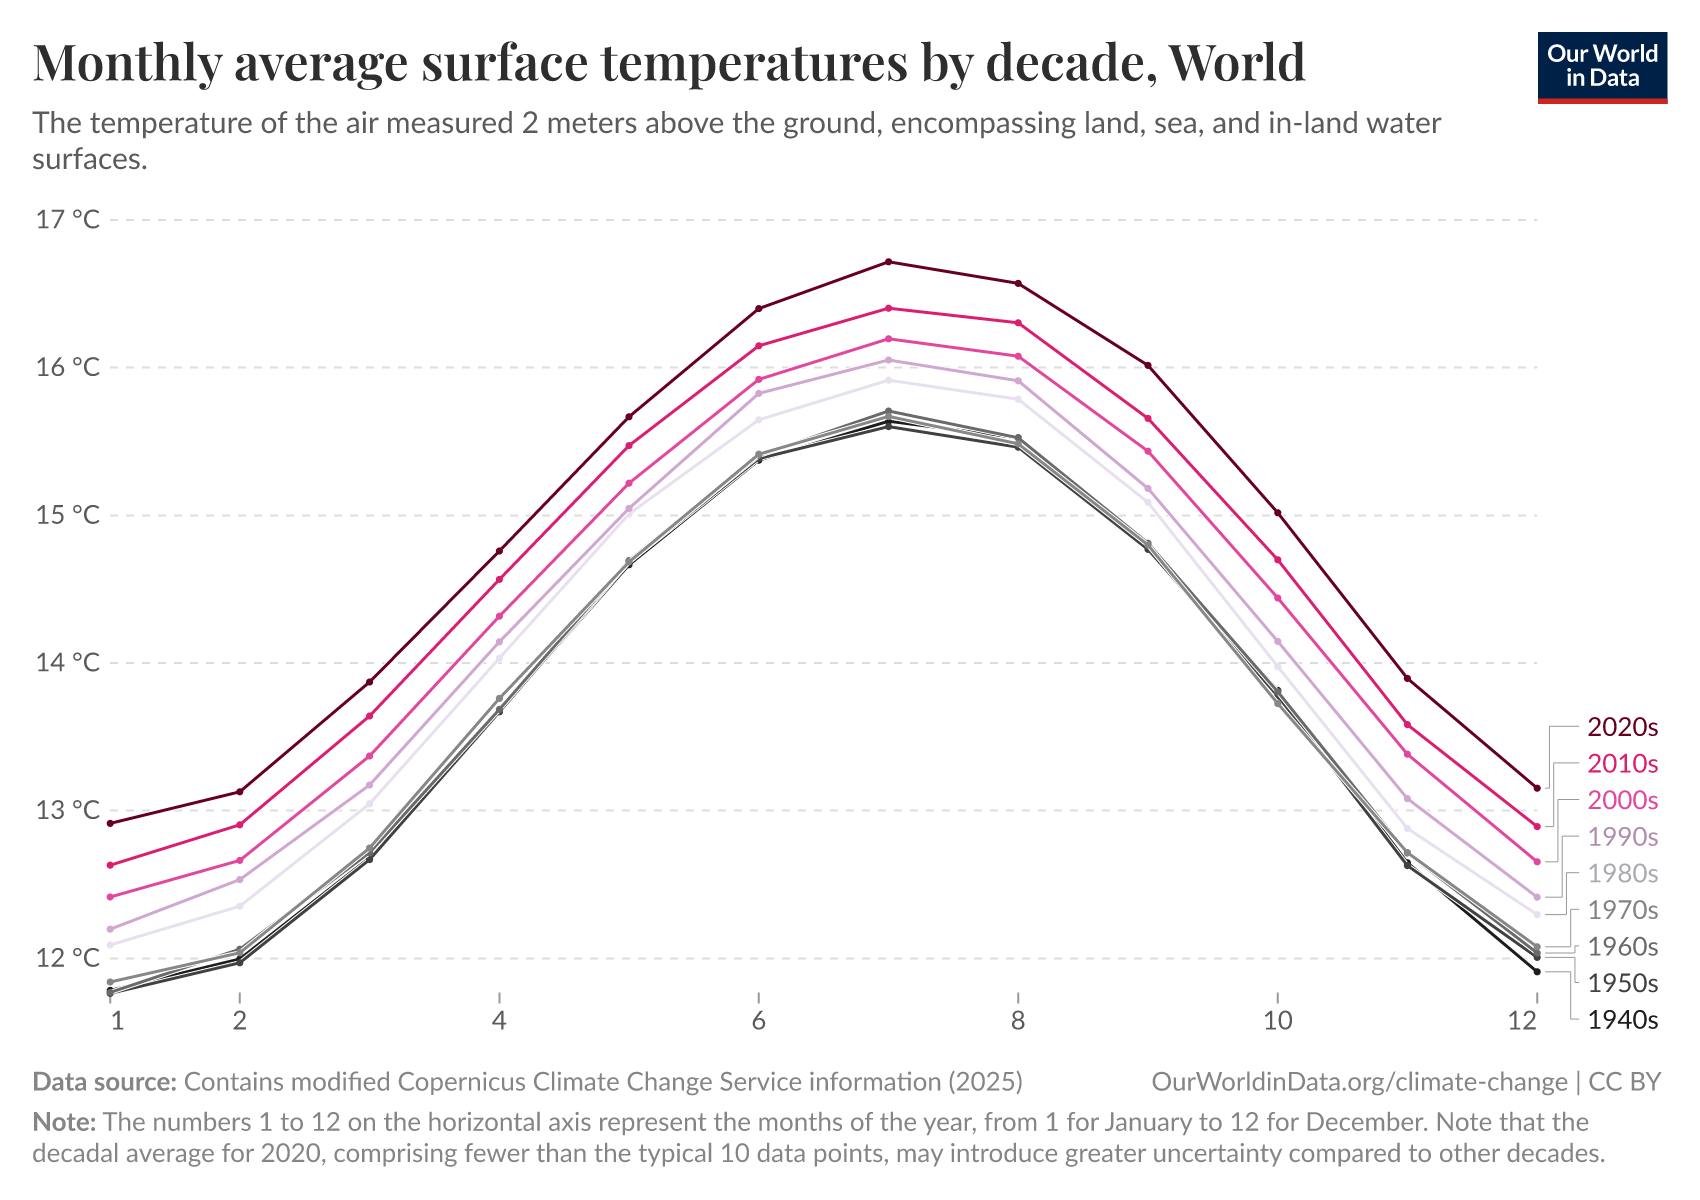 Monthly average surface temperatures by decade, World
Our World
in Data
The temperature of the air measured 2 meters above the ground, encompassing land, sea, and in-land water
surfaces.
17 °C
16 °C
15 °C
14 °C
13 °C
12 °C
2020s
2010s
2000s
1990s
1980s
1970s
1960s
1950s
1940s
1 2 4 6 8 10 12
Data source: Contains modified Copernicus Climate Change Service information (2025)
OurWorldinData.org/climate-change | CC BY
Note: The numbers 1 to 12 on the horizontal axis represent the months of the year, from 1 for January to 12 for December. Note that the
decadal average for 2020, comprising fewer than the typical 10 data points, may introduce greater uncertainty compared to other decades.